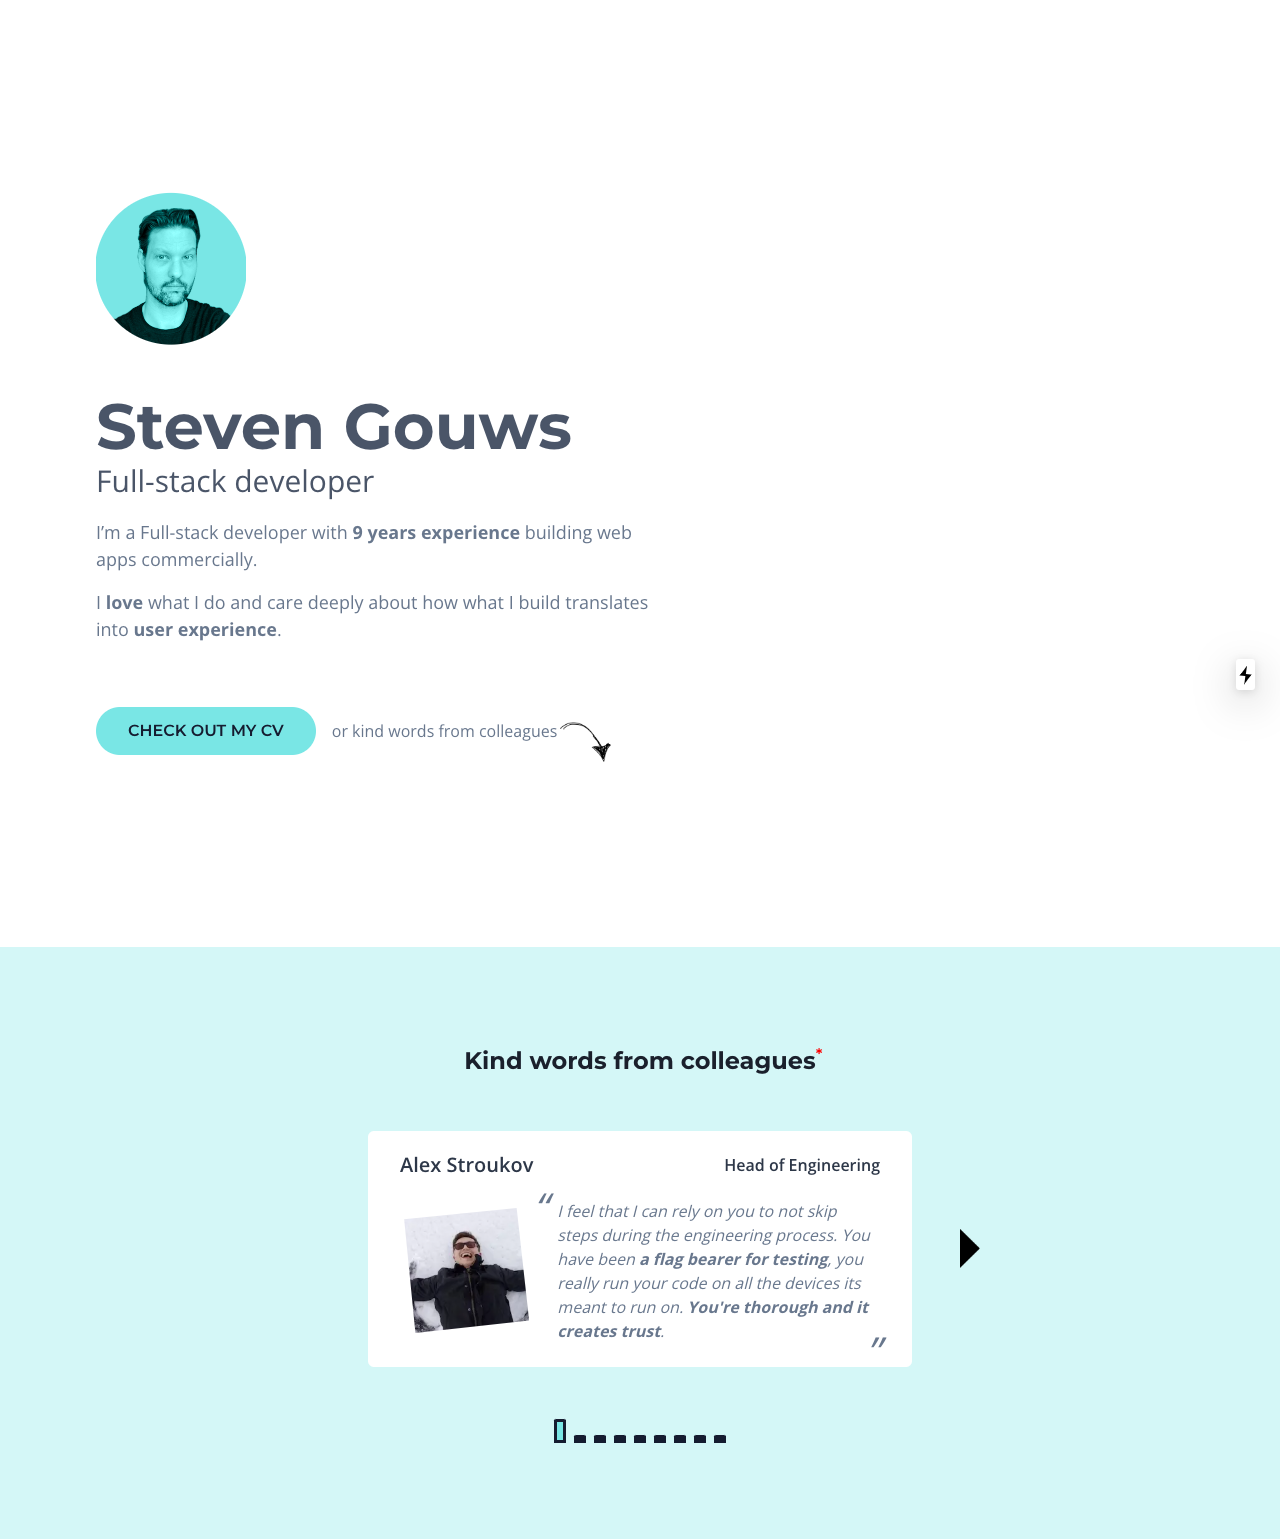 Steven Gouws
Full-stack developer
I’m a Full-stack developer with 9 years experience building web
apps commercially.
I love what I do and care deeply about how what I build translates
into user experience.
CHECK OUT MY CV
or kind words from colleagues
Kind words from colleagues*
Alex Stroukov
Head of Engineering
“ I feel that I can rely on you to not skip
steps during the engineering process. You
have been a flag bearer for testing, you
really run your code on all the devices its
meant to run on. You're thorough and it
creates trust. ”